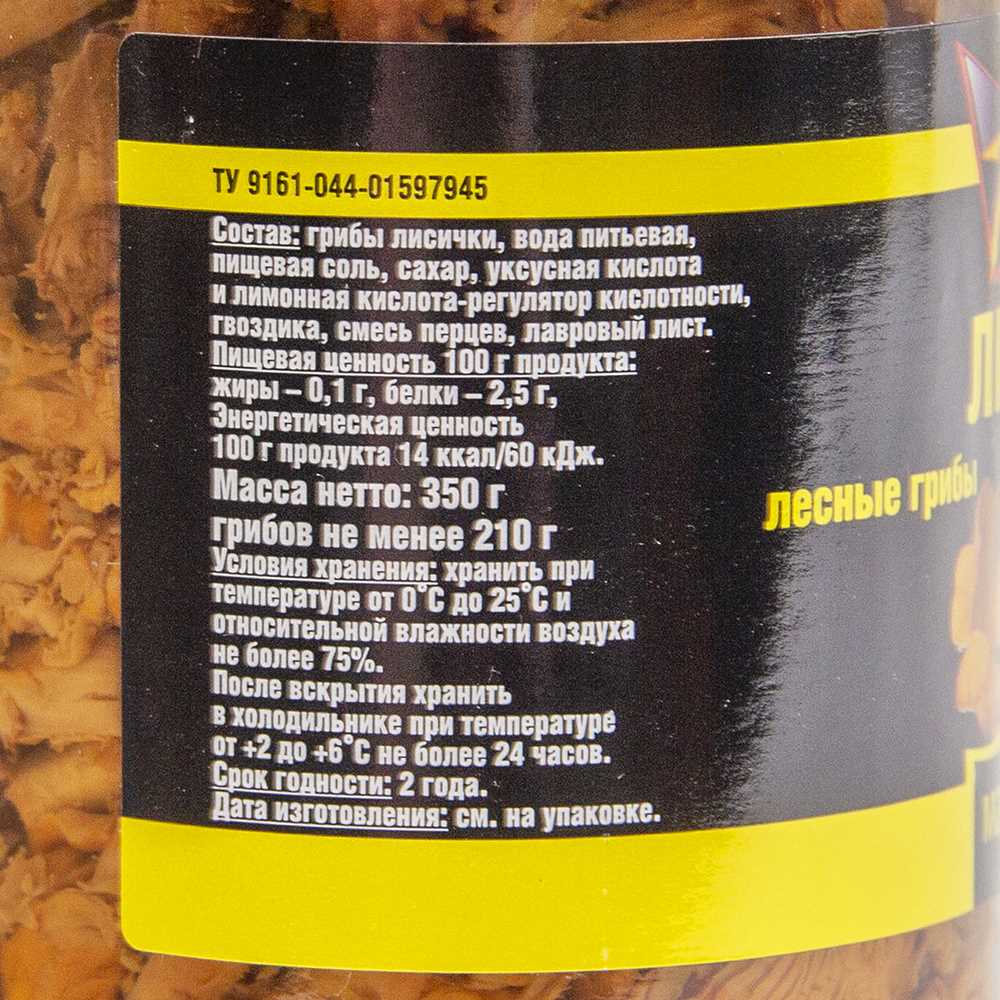 ТУ 9161-044-01597945
Состав: грибы лисички, вода питьевая,
пищевая соль, сахар, уксусная кислота
и лимонная кислота-регулятор кислотности,
гвоздика, смесь перцев, лавровый лист.
Пищевая ценность 100 г продукта:
жиры – 0,1 г, белки – 2,5 г,
Энергетическая ценность
100 г продукта 14 ккал/60 кДж.
Масса нетто: 350 г
грибов не менее 210 г
Условия хранения: хранить при
температуре от 0°С до 25°С и
относительной влажности воздуха
не более 75%.
После вскрытия хранить
в холодильнике при температуре
от +2 до +6°С не более 24 часов.
Срок годности: 2 года.
Дата изготовления: см. на упаковке.
лесные грибы